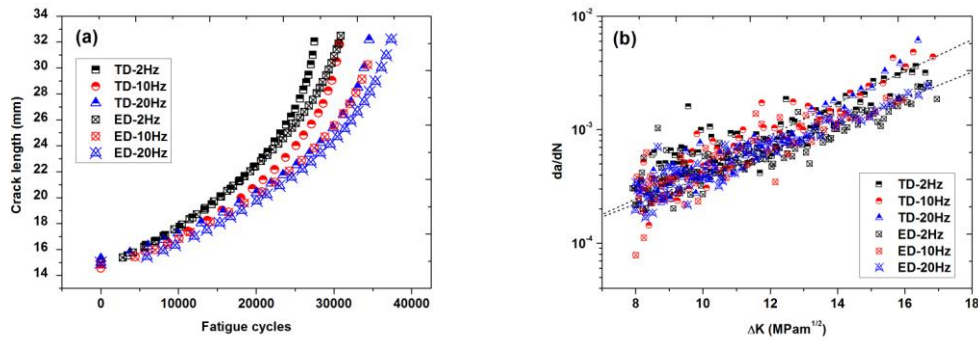 (a)
34
32
30
28
26
24
22
20
18
16
14
Crack length (mm)
TD-2Hz
TD-10Hz
TD-20Hz
ED-2Hz
ED-10Hz
ED-20Hz
0 10000 20000 30000 40000
Fatigue cycles
(b)
10⁻²
10⁻³
10⁻⁴
da/dN
TD-2Hz
TD-10Hz
TD-20Hz
ED-2Hz
ED-10Hz
ED-20Hz
8 10 12 14 16 18
ΔK (MPam¹/²)